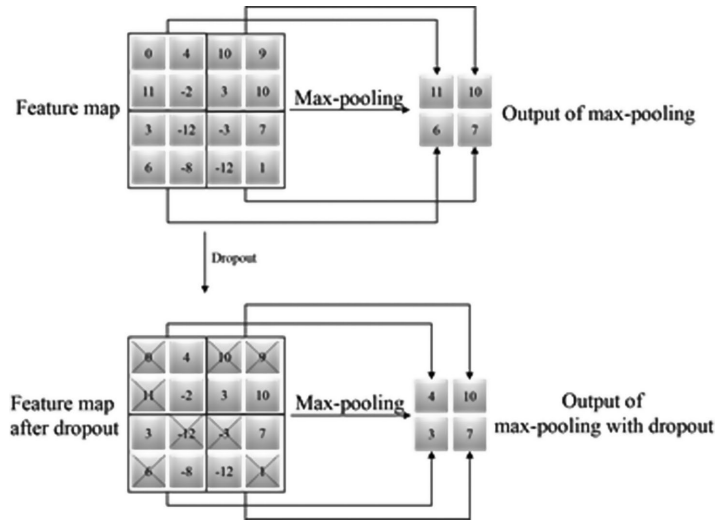 0 4 10 9
11 -2 3 10
3 -12 -3 7
6 -8 -12 1
Feature map
Max-pooling
11 10
6 7
Output of max-pooling
Dropout
0 4 10 9
11 -2 3 10
3 -12 -3 7
6 -8 -12 1
Feature map
after dropout
Max-pooling
4 10
3 7
Output of
max-pooling with dropout